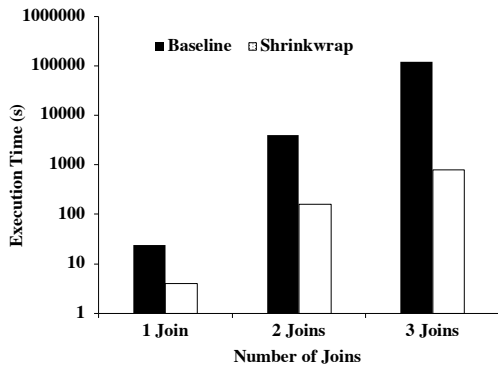 1000000
100000
10000
1000
100
10
1
Execution Time (s)
Baseline Shrinkwrap
1 Join 2 Joins 3 Joins
Number of Joins